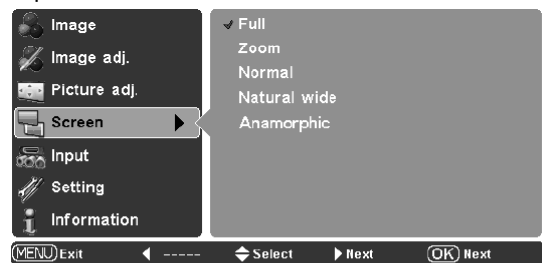 Image
Image adj.
Picture adj.
Screen
Input
Setting
Information
Full
Zoom
Normal
Natural wide
Anamorphic
MENU Exit ----- Select Next OK Next